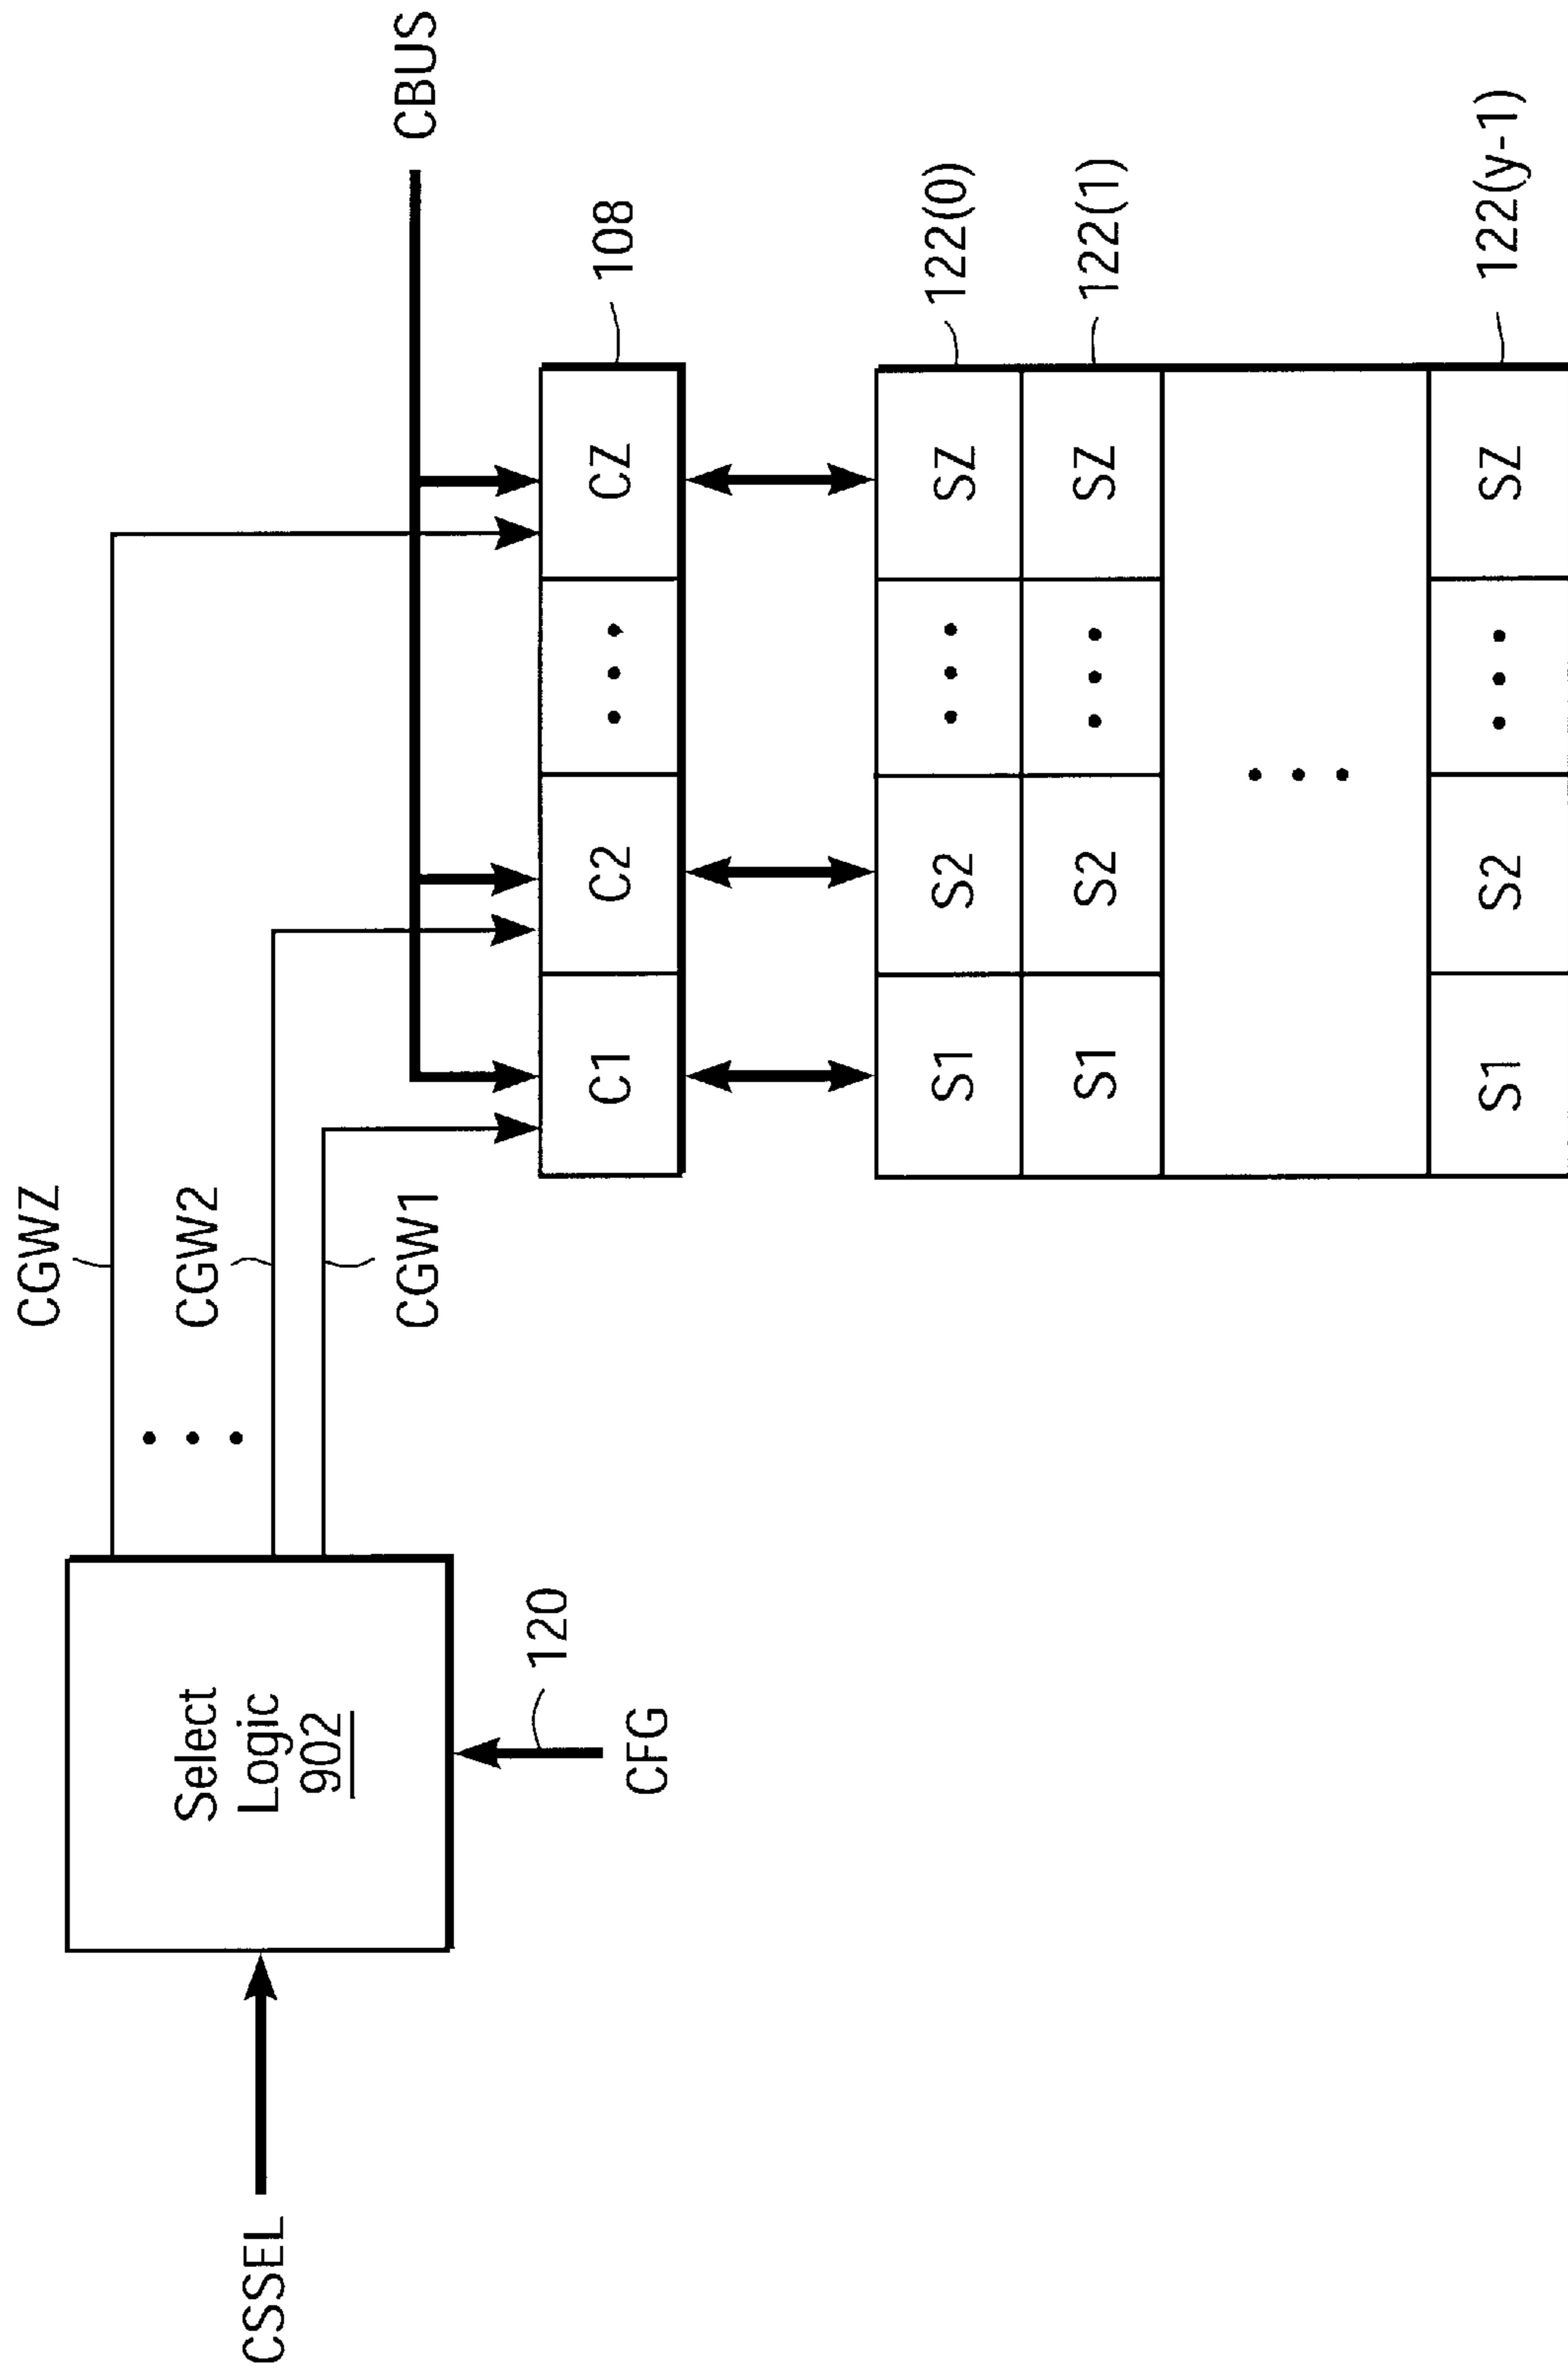 CBUS
CGWZ
CGW2
CGW1
CSSEL
Select
Logic
902
120
CFG
C1 C2 • • • CZ
108
S1 S2 • • • SZ
122(0)
S1 S2 • • • SZ
122(1)
S1 S2 • • • SZ
122(y-1)